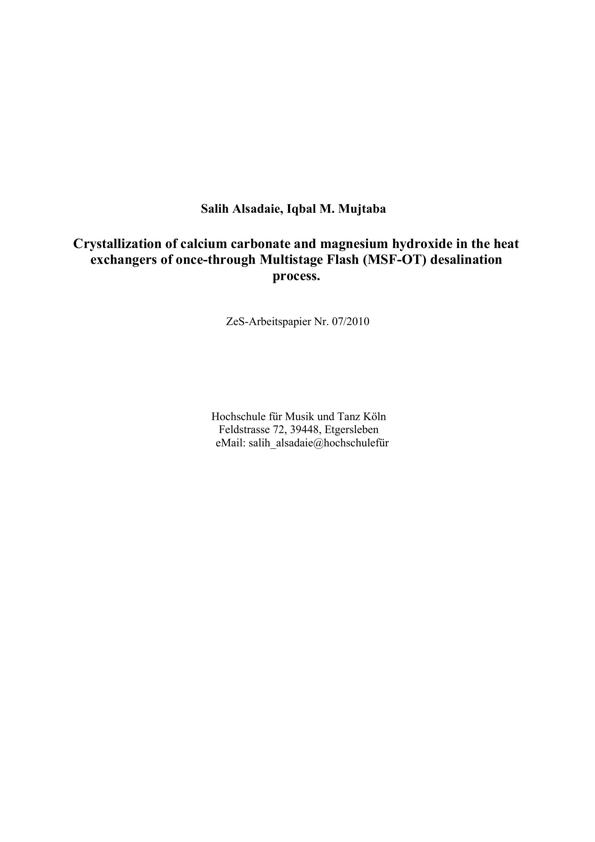 Salih Alsadaie, Iqbal M. Mujtaba
Crystallization of calcium carbonate and magnesium hydroxide in the heat
exchangers of once-through Multistage Flash (MSF-OT) desalination
process.
ZeS-Arbeitspapier Nr. 07/2010
Hochschule für Musik und Tanz Köln
Feldstrasse 72, 39448, Etgersleben
eMail: salih_alsadaie@hochschulefür